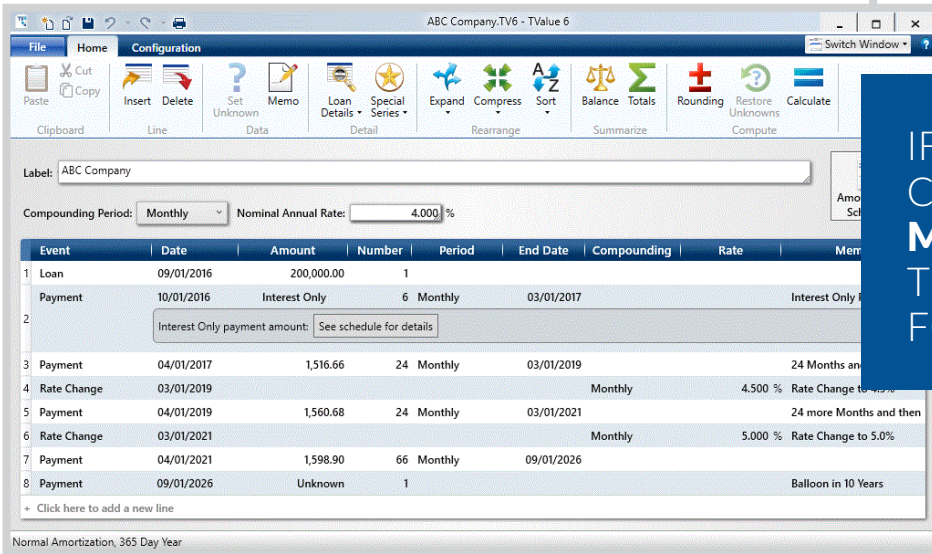 ABC Company.TV6 - TValue 6
File Home Configuration Switch Window ?
Cut
Copy
Paste Insert Delete Set Unknown Memo Loan Details Special Series Expand Compress Sort Balance Totals Rounding Restore Unknowns Calculate
Clipboard Line Data Detail Rearrange Summarize Compute
Label: ABC Company
Compounding Period: Monthly Nominal Annual Rate: 4.000 %
Event Date Amount Number Period End Date Compounding Rate Mem
1 Loan 09/01/2016 200,000.00 1
2 Payment 10/01/2016 Interest Only 6 Monthly 03/01/2017 Interest Only
Interest Only payment amount: See schedule for details
3 Payment 04/01/2017 1,516.66 24 Monthly 03/01/2019 24 Months an
4 Rate Change 03/01/2019 Monthly 4.500 % Rate Change to 4.5%
5 Payment 04/01/2019 1,560.68 24 Monthly 03/01/2021 24 more Months and then
6 Rate Change 03/01/2021 Monthly 5.000 % Rate Change to 5.0%
7 Payment 04/01/2021 1,598.90 66 Monthly 09/01/2026
8 Payment 09/01/2026 Unknown 1 Balloon in 10 Years
+ Click here to add a new line
Normal Amortization, 365 Day Year